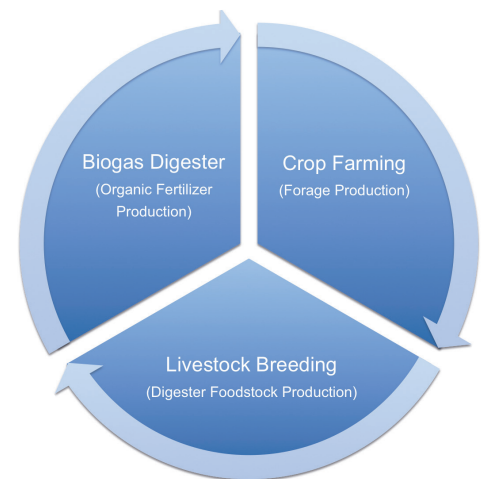 Biogas Digester
(Organic Fertilizer
Production)
Crop Farming
(Forage Production)
Livestock Breeding
(Digester Foodstock Production)